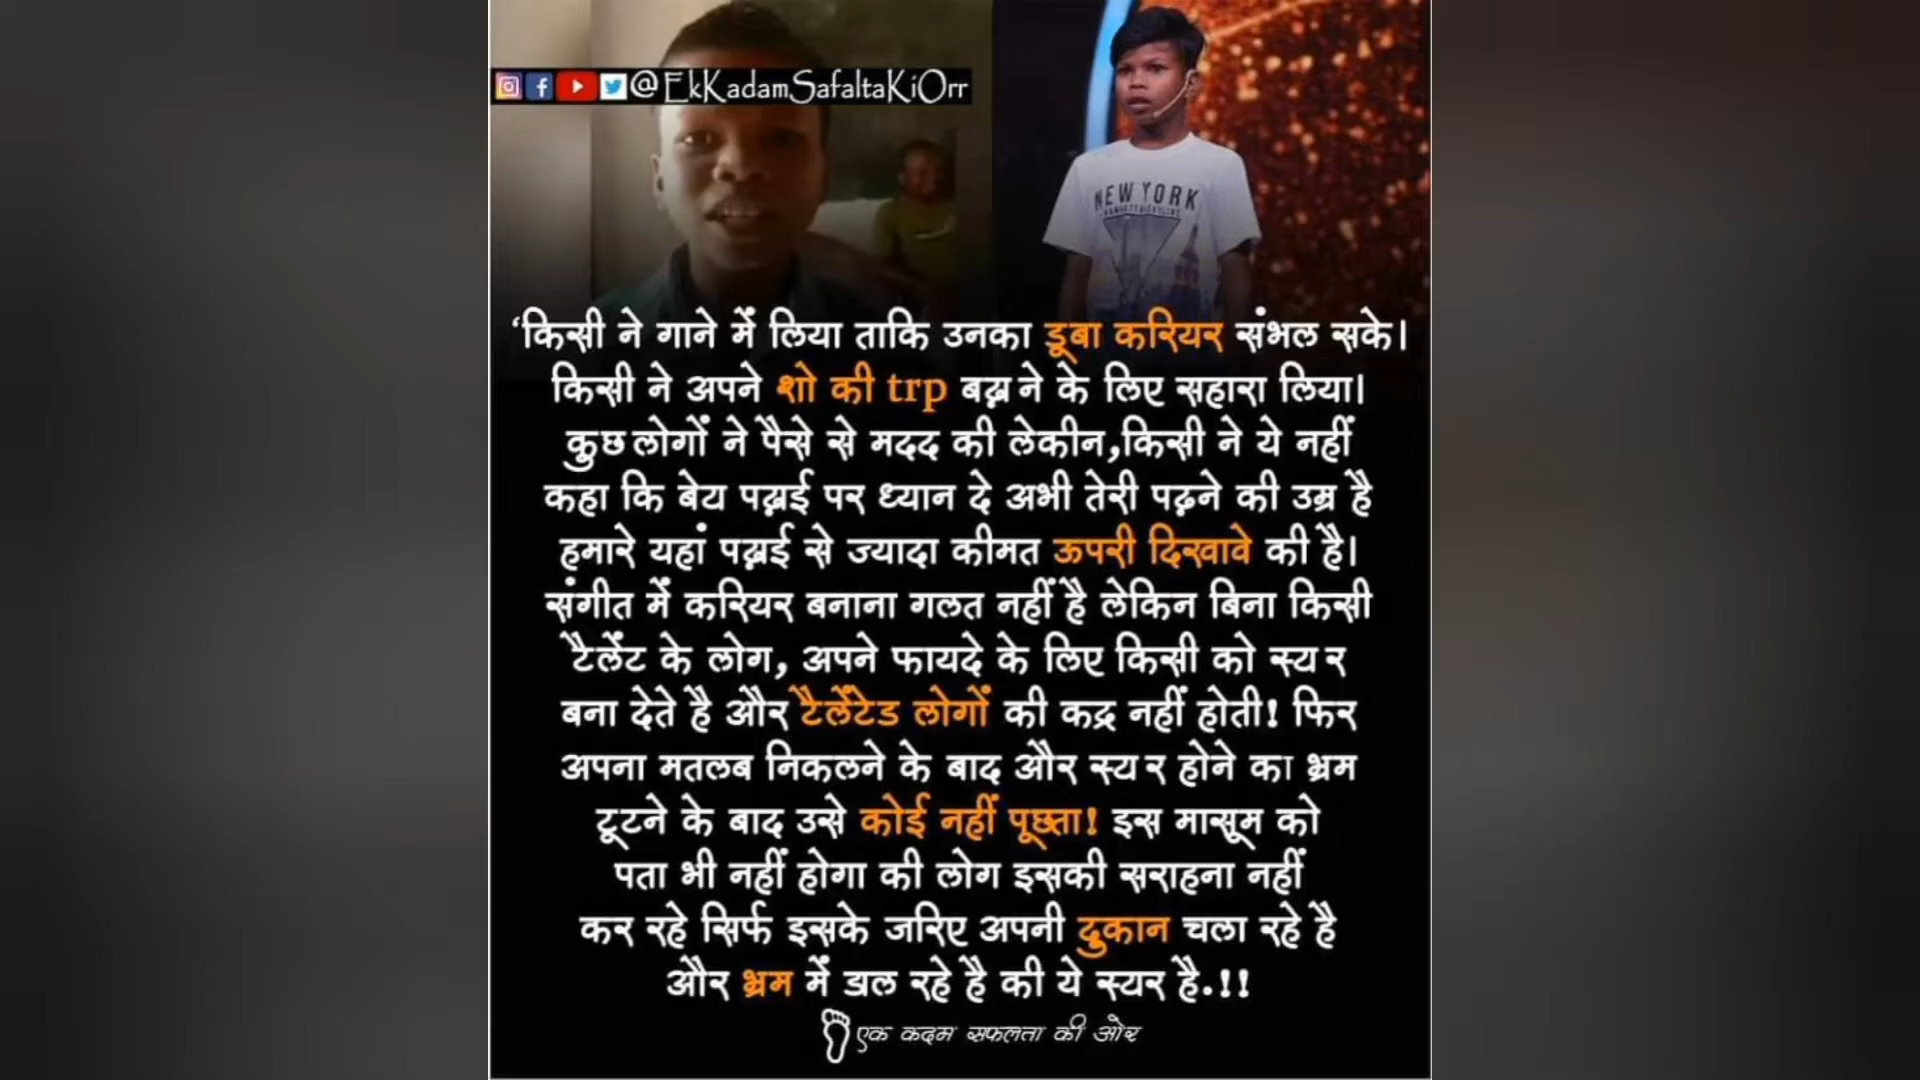 @EkKadamSafaltaKiOrr
NEW YORK
‘किसी ने गाने में लिया ताकि उनका डूबा करियर संभल सके।
किसी ने अपने शो की trp बढ़ाने के लिए सहारा लिया।
कुछ लोगों ने पैसे से मदद की लेकीन,किसी ने ये नहीं
कहा कि बेटा पढ़ाई पर ध्यान दे अभी तेरी पढ़ने की उम्र है
हमारे यहां पढ़ाई से ज्यादा कीमत ऊपरी दिखावे की है।
संगीत में करियर बनाना गलत नहीं है लेकिन बिना किसी
टैलेंट के लोग, अपने फायदे के लिए किसी को स्टार
बना देते है और टैलेंटेड लोगों की कद्र नहीं होती! फिर
अपना मतलब निकलने के बाद और स्टार होने का भ्रम
टूटने के बाद उसे कोई नहीं पूछता! इस मासूम को
पता भी नहीं होगा की लोग इसकी सराहना नहीं
कर रहे सिर्फ इसके जरिए अपनी दुकान चला रहे है
और भ्रम में डाल रहे है की ये स्टार है.!!
एक कदम सफलता की ओर